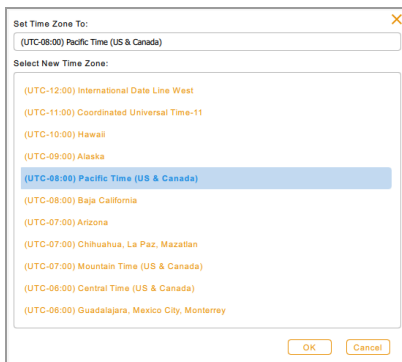 Set Time Zone To:
(UTC-08:00) Pacific Time (US & Canada)
Select New Time Zone:
(UTC-12:00) International Date Line West
(UTC-11:00) Coordinated Universal Time-11
(UTC-10:00) Hawaii
(UTC-09:00) Alaska
(UTC-08:00) Pacific Time (US & Canada)
(UTC-08:00) Baja California
(UTC-07:00) Arizona
(UTC-07:00) Chihuahua, La Paz, Mazatlan
(UTC-07:00) Mountain Time (US & Canada)
(UTC-06:00) Central Time (US & Canada)
(UTC-06:00) Guadalajara, Mexico City, Monterrey
OK Cancel